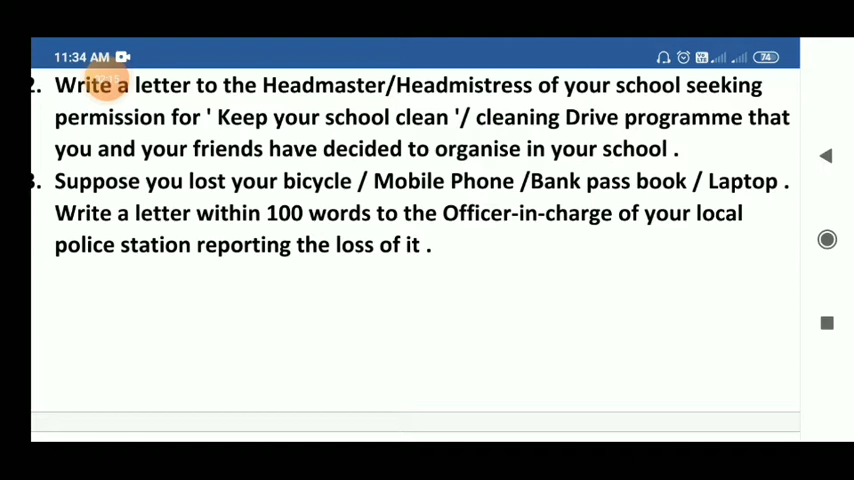 11:34 AM
74
2. Write a letter to the Headmaster/Headmistress of your school seeking
permission for ' Keep your school clean '/ cleaning Drive programme that
you and your friends have decided to organise in your school .
3. Suppose you lost your bicycle / Mobile Phone /Bank pass book / Laptop .
Write a letter within 100 words to the Officer-in-charge of your local
police station reporting the loss of it .